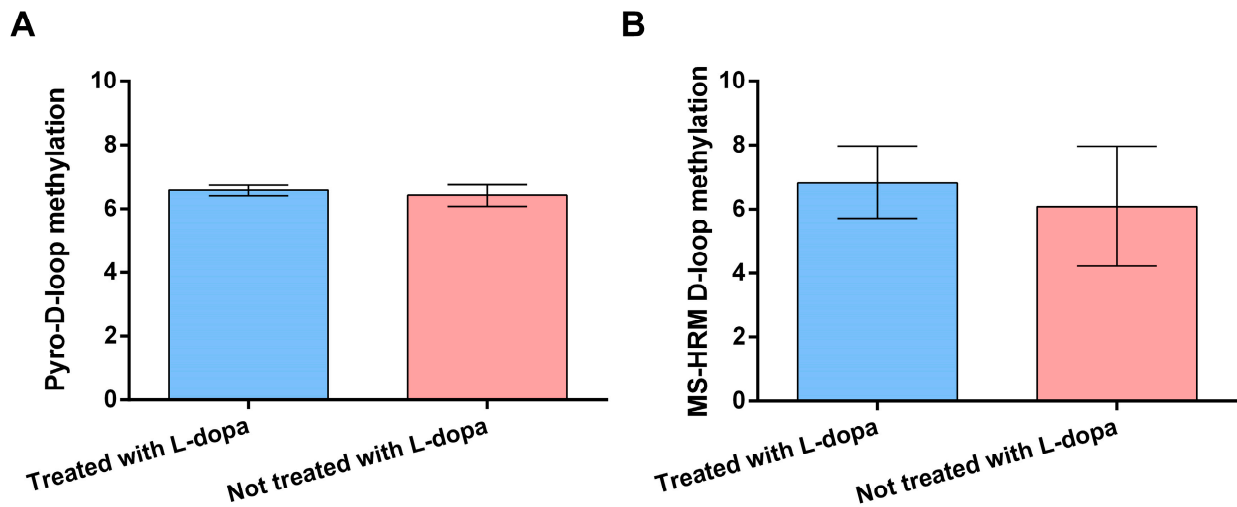 A
Pyro-D-loop methylation
10
8
6
4
2
0
Treated with L-dopa
Not treated with L-dopa
B
MS-HRM D-loop methylation
10
8
6
4
2
0
Treated with L-dopa
Not treated with L-dopa